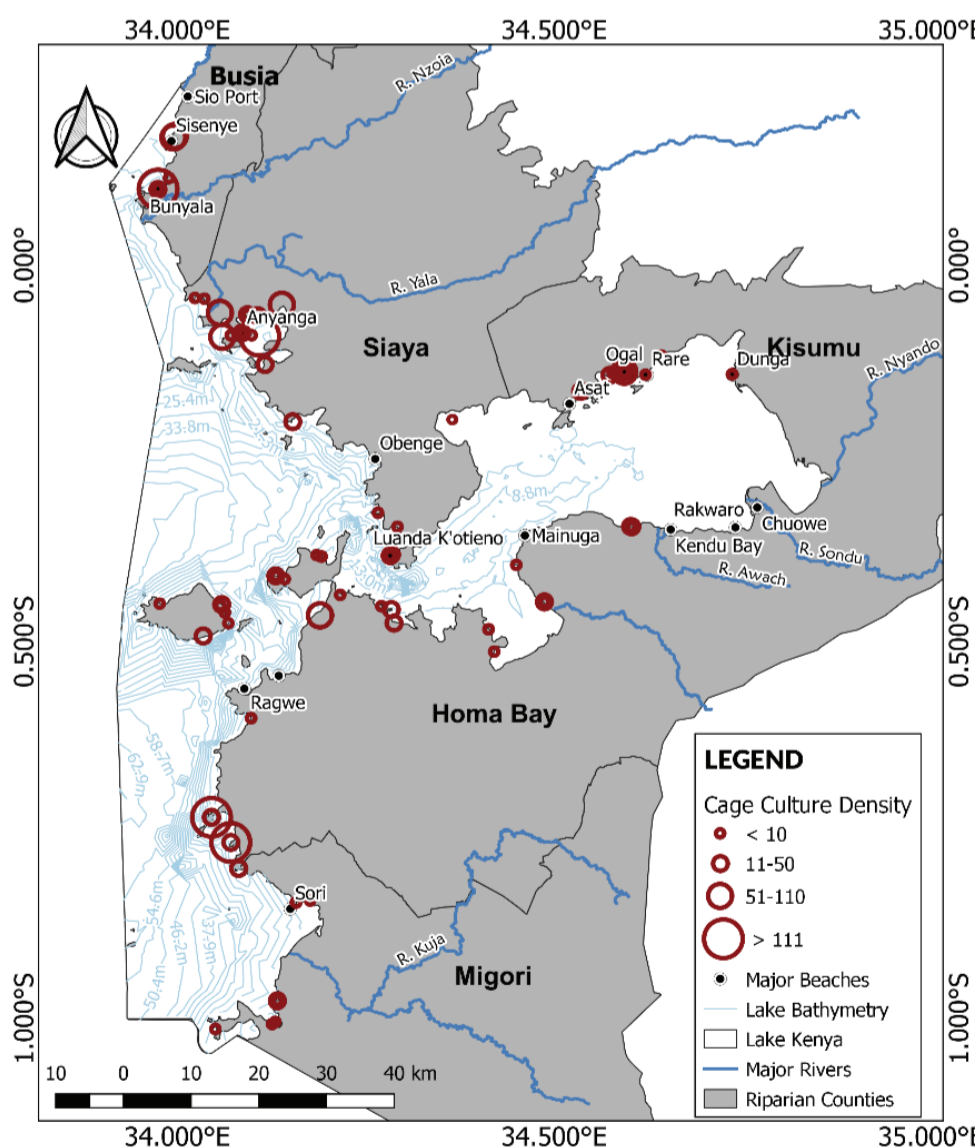 34.000°E
34.500°E
35.000°E
Busia
Sio Port
Sisenye
R. Nzoia
Bunyala
0.000°
0.000°
R. Yala
Anyanga
Siaya
Kisumu
Ogal
Rare
Dunga
R. Nyando
Asat
25.4m
33.8m
Obenge
8.8m
Rakwaro
Chuowe
Luanda K'otieno
Mainuga
Kendu Bay
R. Sondu
R. Awach
0.500°S
0.500°S
Ragwe
Homa Bay
58.7m
62.9m
54.6m
46.2m
37.9m
50.4m
Sori
R. Kuja
Migori
1.000°S
1.000°S
LEGEND
Cage Culture Density
< 10
11-50
51-110
> 111
Major Beaches
Lake Bathymetry
Lake Kenya
Major Rivers
Riparian Counties
10 0 10 20 30 40 km
34.000°E
34.500°E
35.000°E